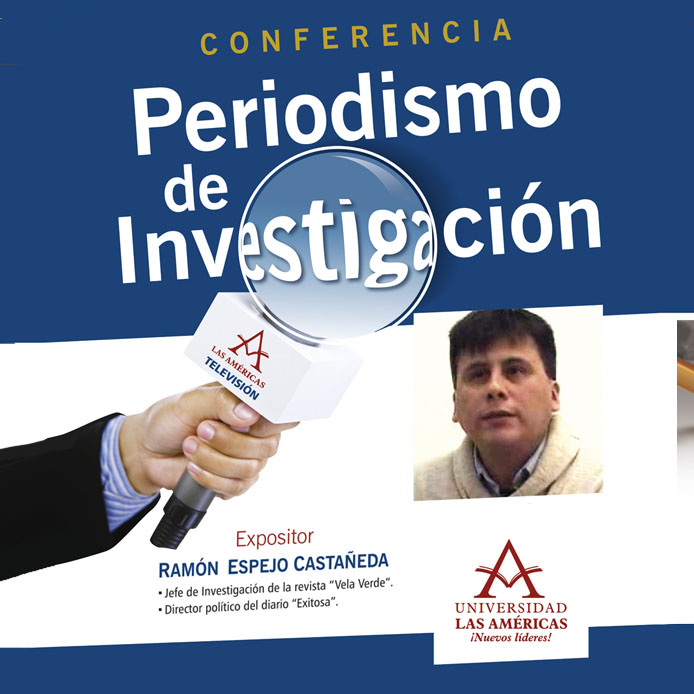 CONFERENCIA
Periodismo
de
Investigación
LAS AMÉRICAS
TELEVISIÓN
Expositor
RAMÓN ESPEJO CASTAÑEDA
• Jefe de Investigación de la revista “Vela Verde”.
• Director político del diario “Exitosa”.
UNIVERSIDAD
LAS AMÉRICAS
¡Nuevos líderes!